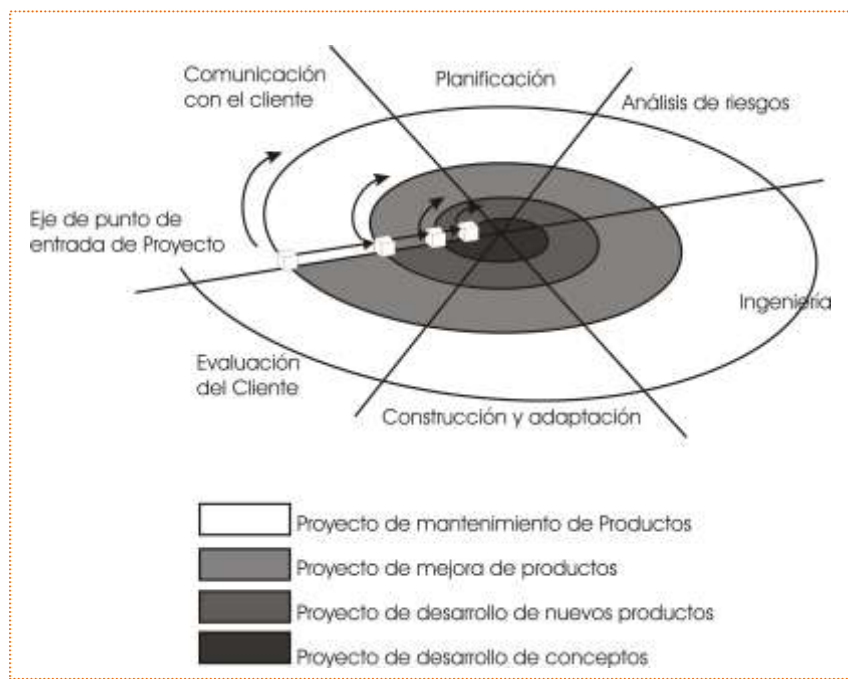 Comunicación
con el cliente
Planificación
Análisis de riesgos
Eje de punto de
entrada de Proyecto
Ingeniería
Evaluación
del Cliente
Construcción y adaptación
Proyecto de mantenimiento de Productos
Proyecto de mejora de productos
Proyecto de desarrollo de nuevos productos
Proyecto de desarrollo de conceptos